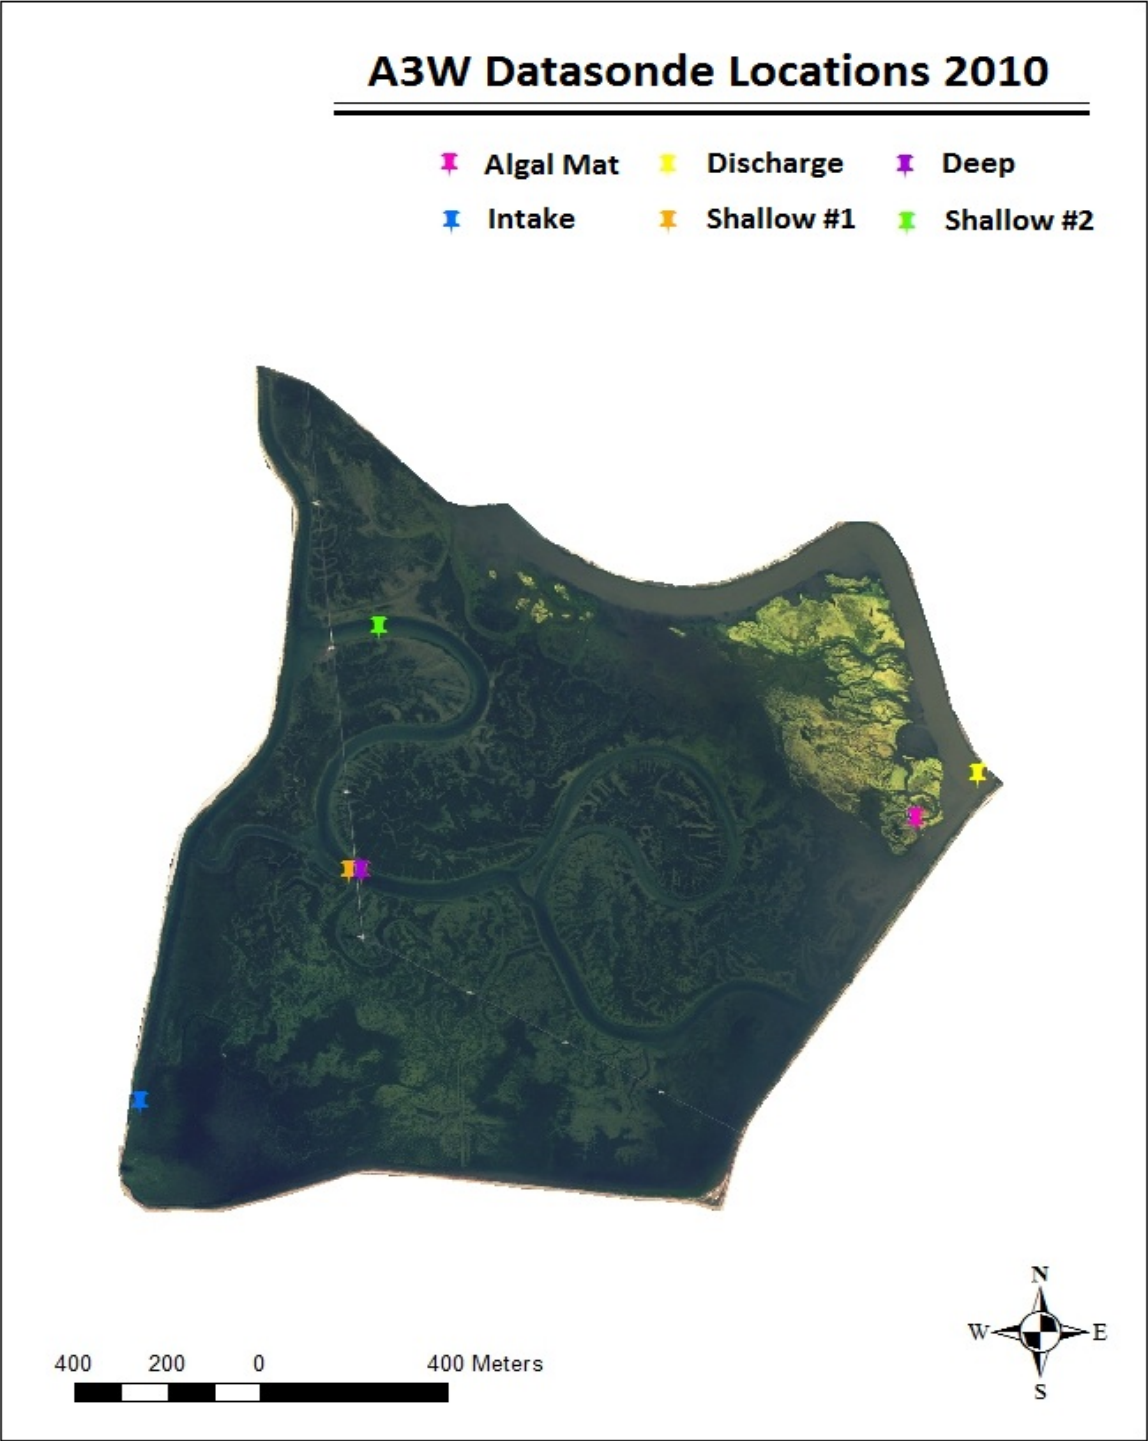 A3W Datasonde Locations 2010
Algal Mat Discharge Deep
Intake Shallow #1 Shallow #2
N
W E
S
400 200 0 400 Meters